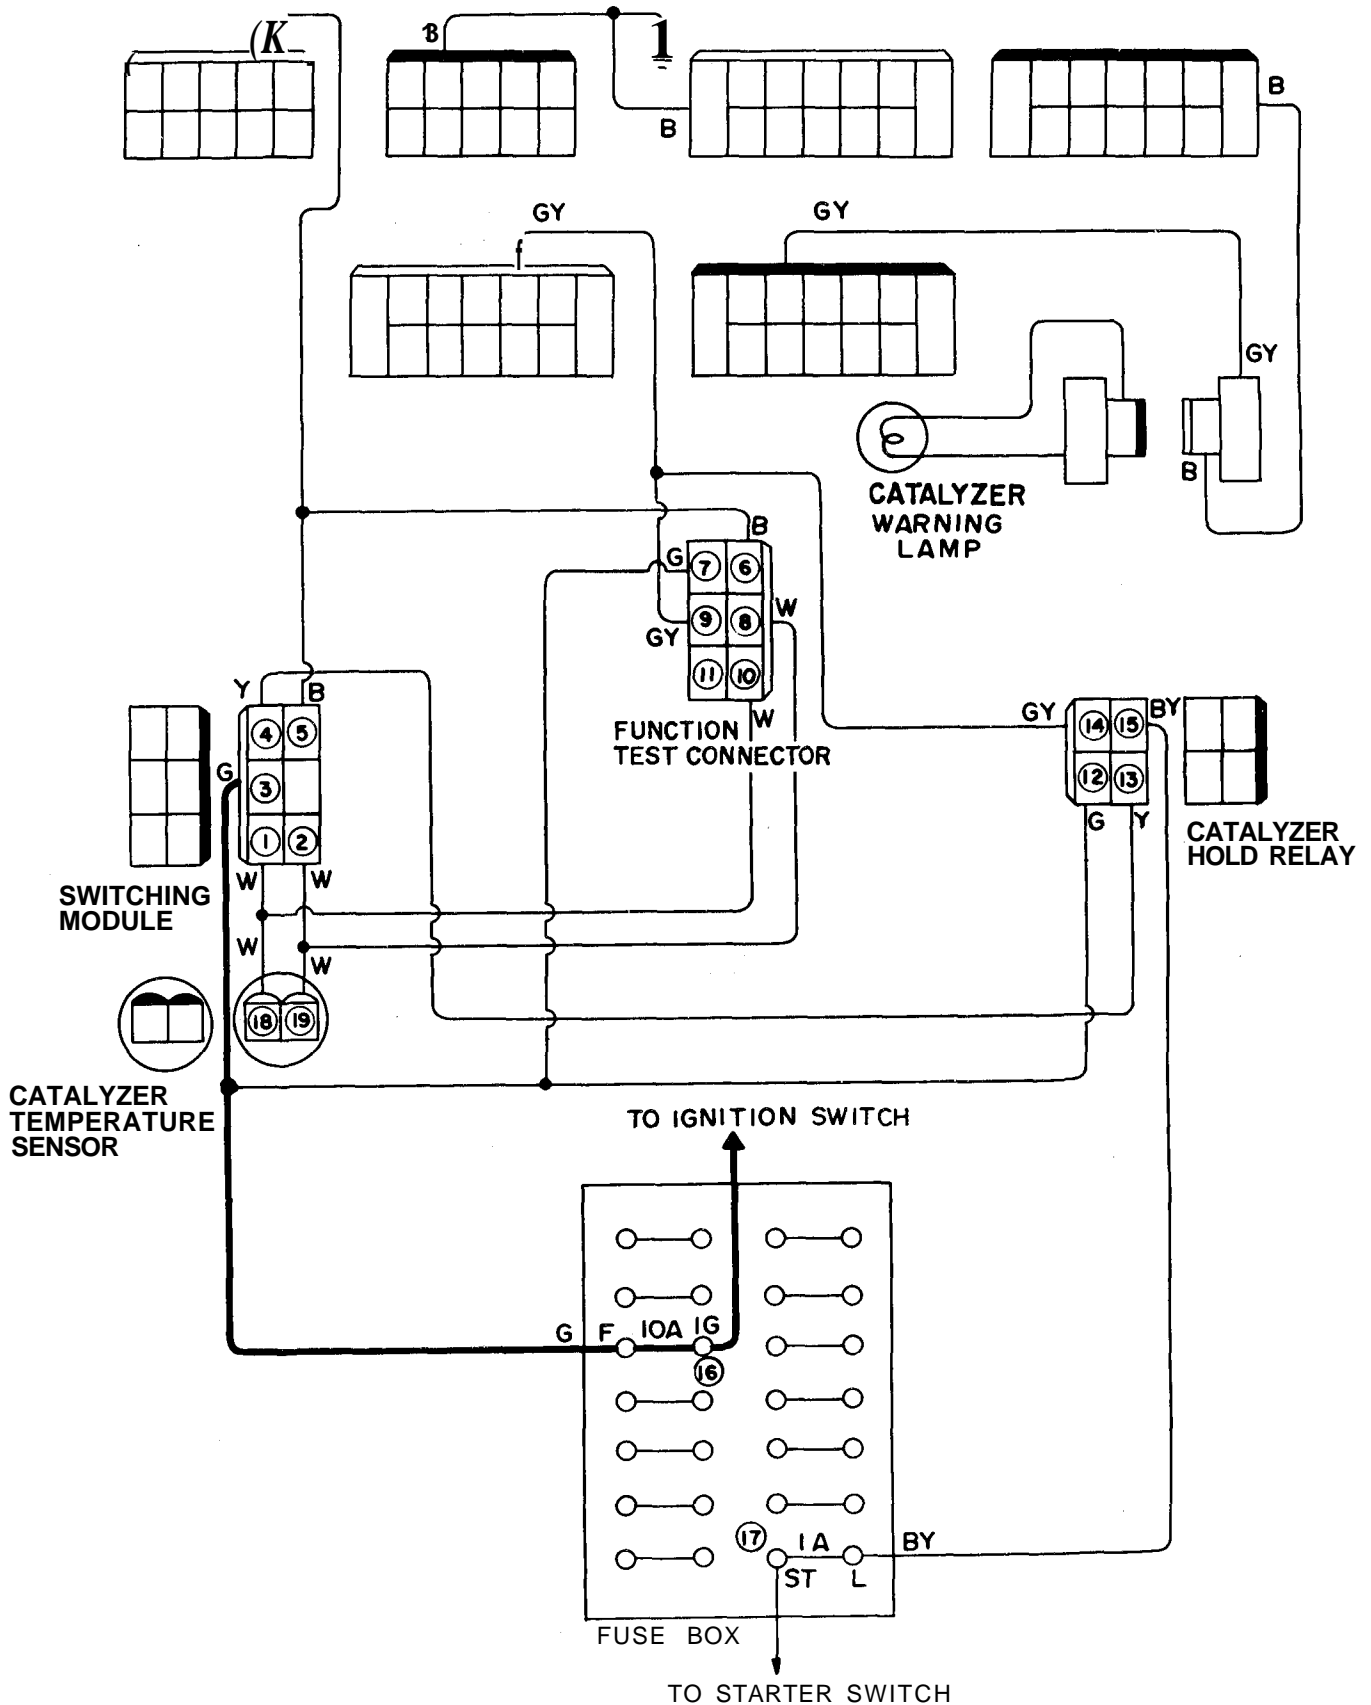 (K
B
1
B
B
GY
GY
GY
B
CATALYZER
WARNING
LAMP
B
G
7
6
W
9
8
GY
11
10
W
FUNCTION
TEST CONNECTOR
Y
B
4
5
G
3
1
2
W
W
SWITCHING
MODULE
W
W
18
19
CATALYZER
TEMPERATURE
SENSOR
GY
14
15
BY
12
13
G
Y
CATALYZER
HOLD RELAY
TO IGNITION SWITCH
G F 10A IG
16
17
1A
BY
ST L
FUSE BOX
TO STARTER SWITCH